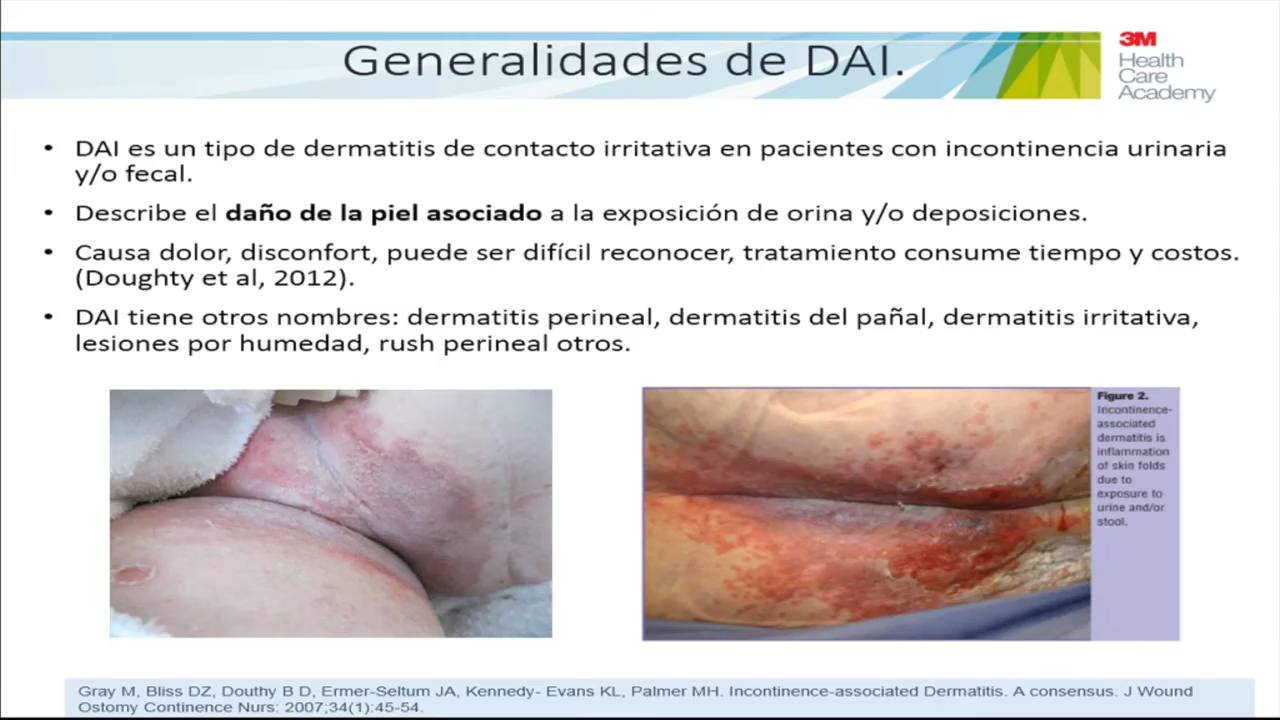 Generalidades de DAI.
3M
Health
Care
Academy
• DAI es un tipo de dermatitis de contacto irritativa en pacientes con incontinencia urinaria
y/o fecal.
• Describe el daño de la piel asociado a la exposición de orina y/o deposiciones.
• Causa dolor, disconfort, puede ser difícil reconocer, tratamiento consume tiempo y costos.
(Doughty et al, 2012).
• DAI tiene otros nombres: dermatitis perineal, dermatitis del pañal, dermatitis irritativa,
lesiones por humedad, rush perineal otros.
Figure 2.
Incontinence-
associated
dermatitis is
inflammation
of skin folds
due to
exposure to
urine and/or
stool.
Gray M, Bliss DZ, Douthy B D, Ermer-Seltum JA, Kennedy- Evans KL, Palmer MH. Incontinence-associated Dermatitis. A consensus. J Wound
Ostomy Continence Nurs: 2007;34(1):45-54.